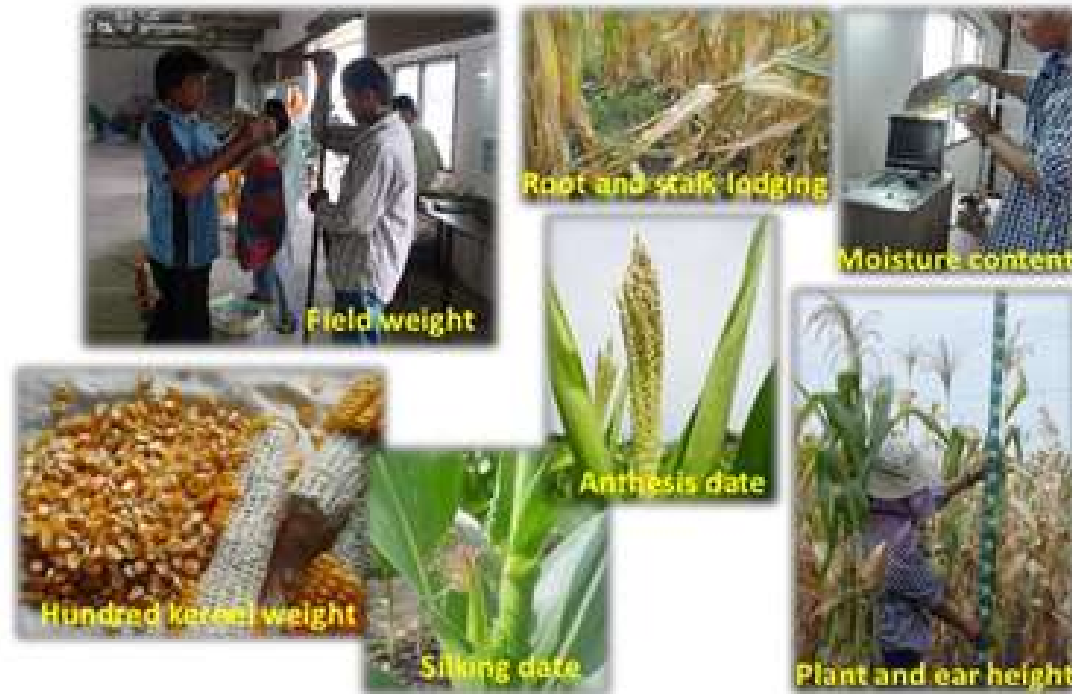 Root and stalk lodging
Moisture content
Field weight
Anthesis date
Hundred kernel weight
Silking date
Plant and ear height